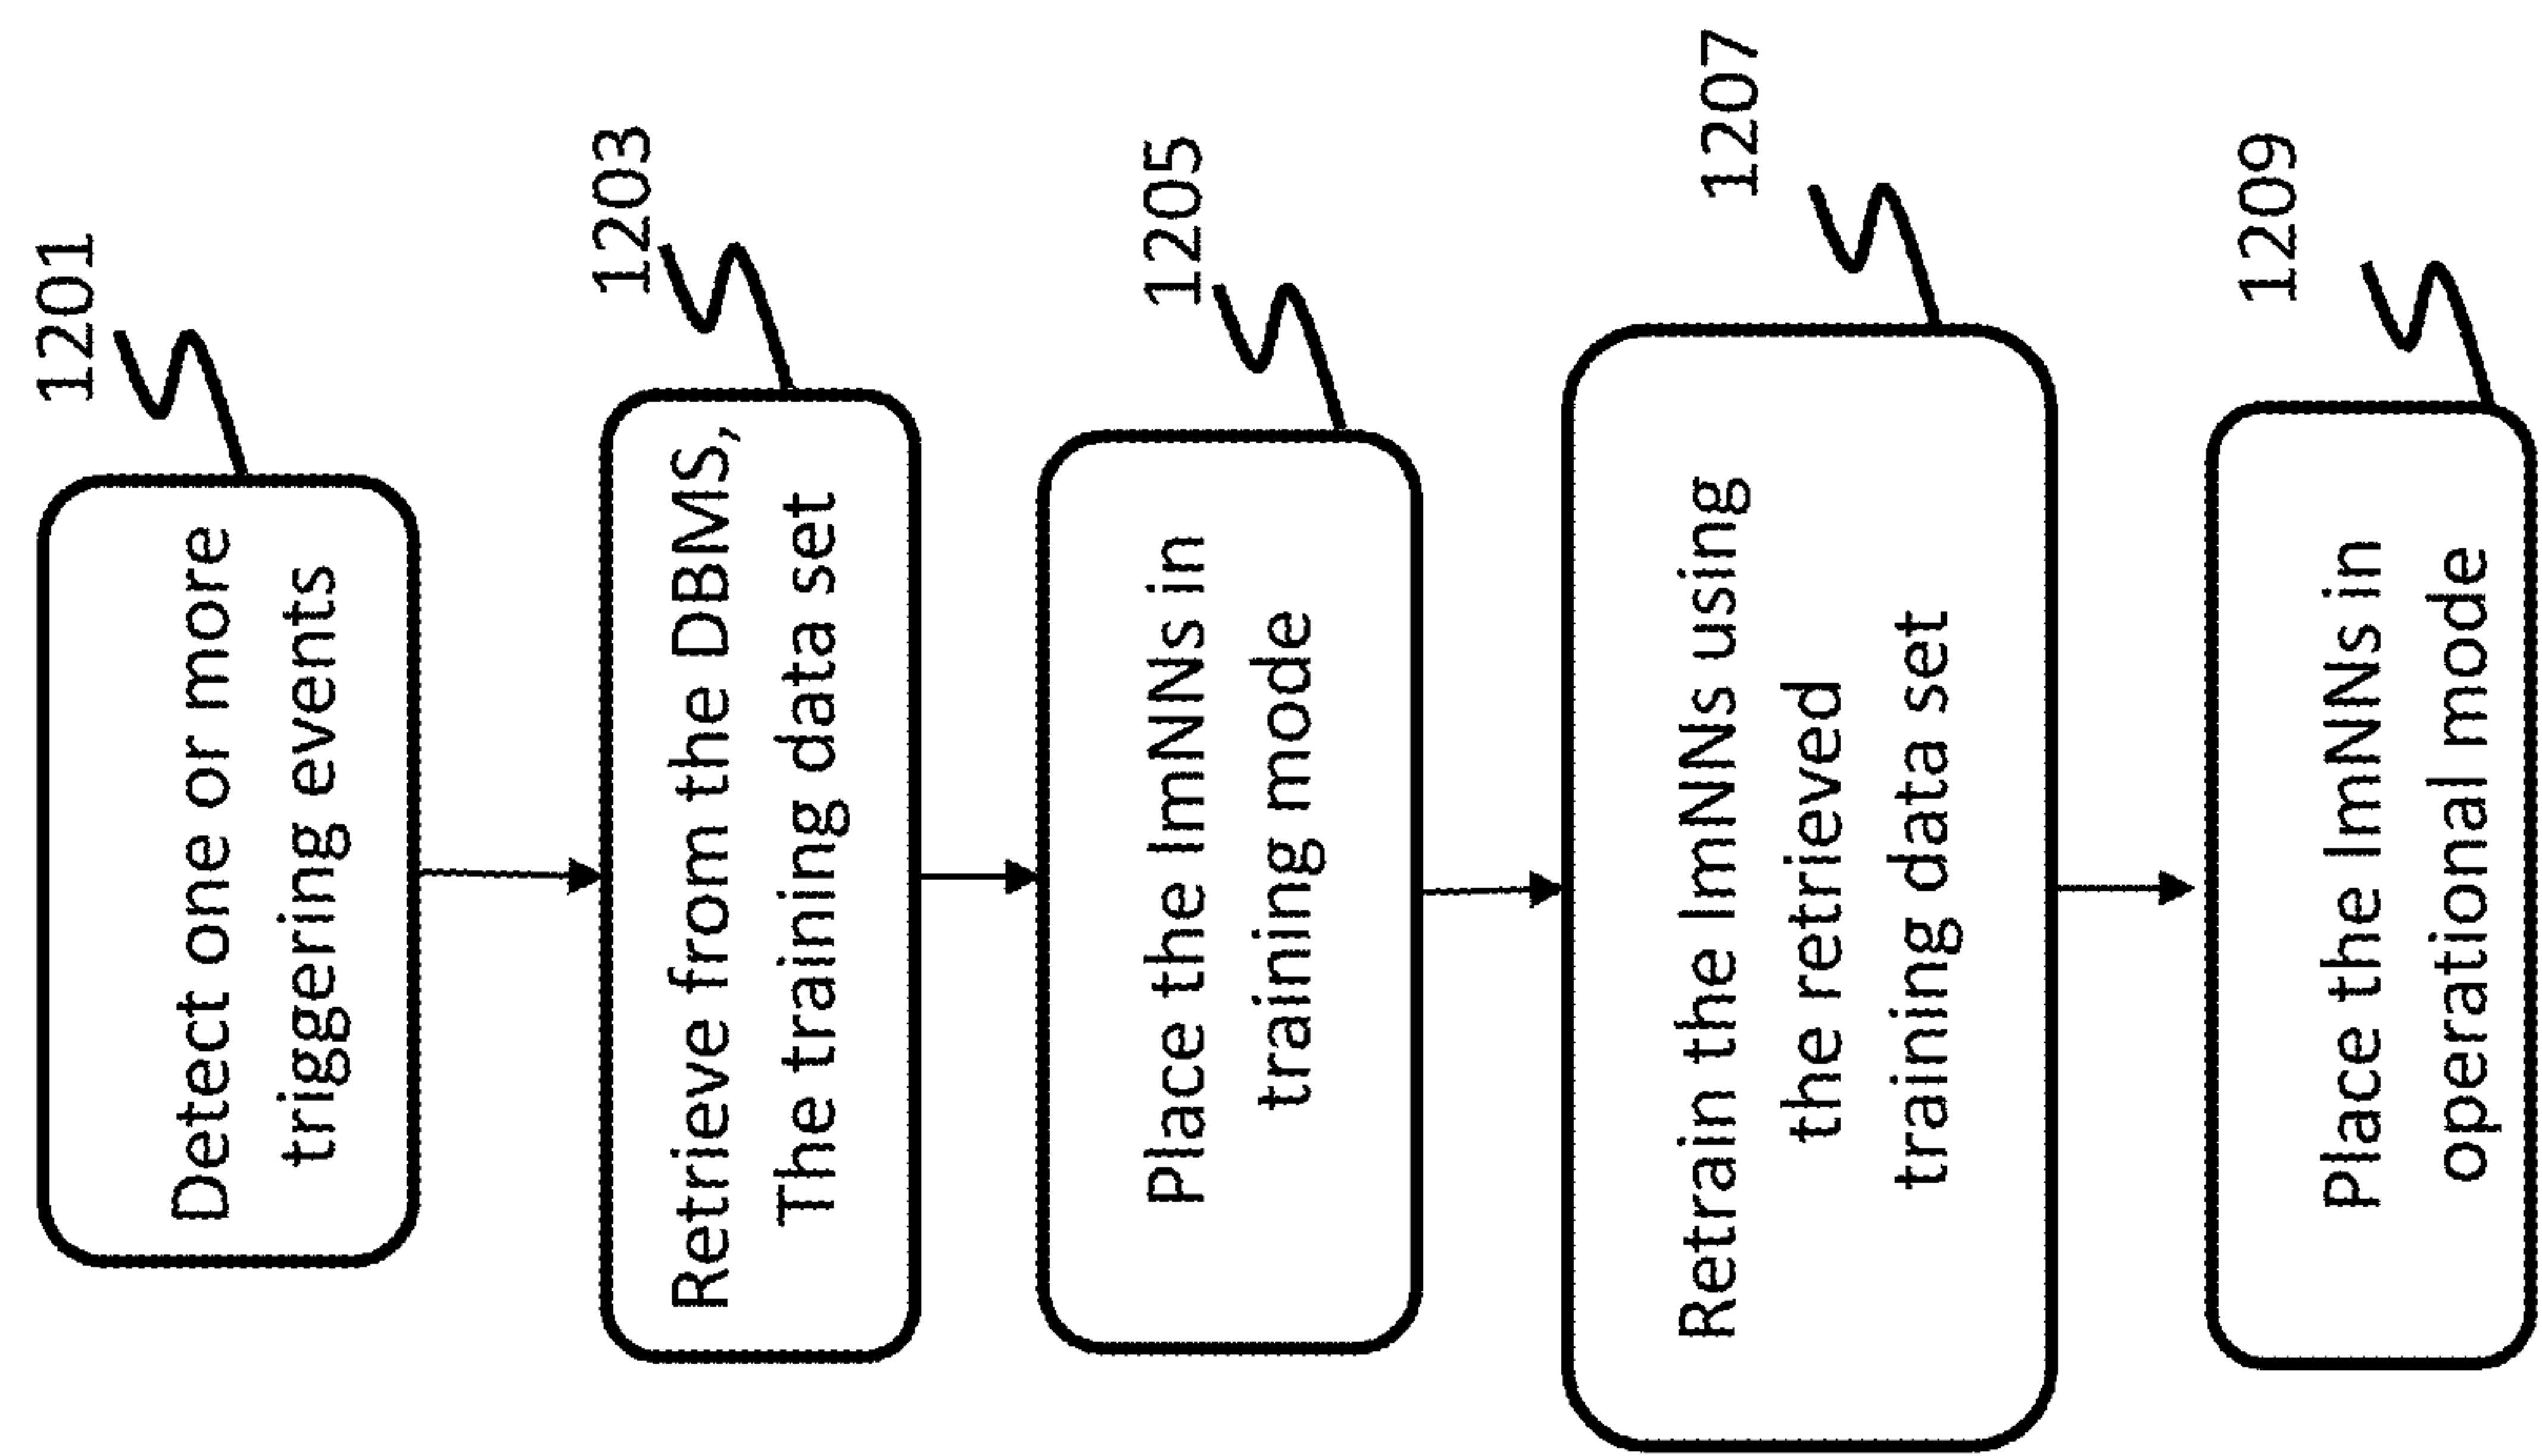 1201
Detect one or more
triggering events
1203
Retrieve from the DBMS,
The training data set
1205
Place the ImNNs in
training mode
1207
Retrain the ImNNs using
the retrieved
training data set
1209
Place the ImNNs in
operational mode